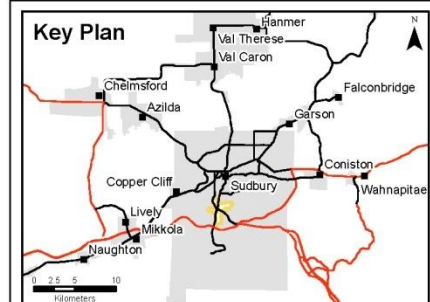 Key Plan
N
Hanmer
Val Therese
Val Caron
Chelmsford
Falconbridge
Azilda
Garson
Coniston
Copper Cliff
Sudbury
Wahnapitae
Lively
Mikkola
Naughton
0 2.5 5 10
Kilometers